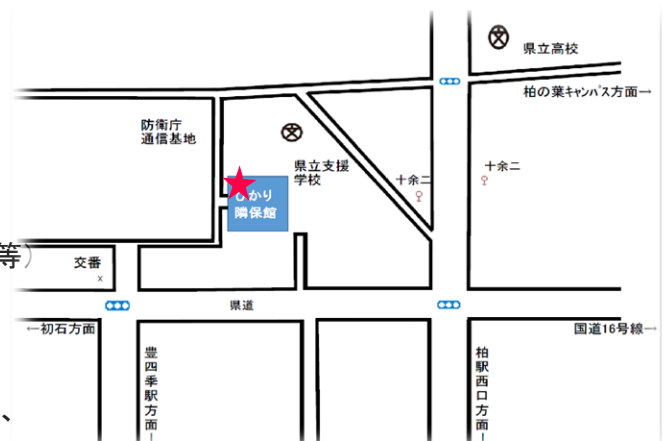 県立高校
柏の葉キャンパス方面→
防衛庁
通信基地
県立支援
学校
十余二
十余二
ひかり
隣保館
等）
交番
県道
←初石方面
国道16号線→
豊四季駅方面
柏駅西口方面
、